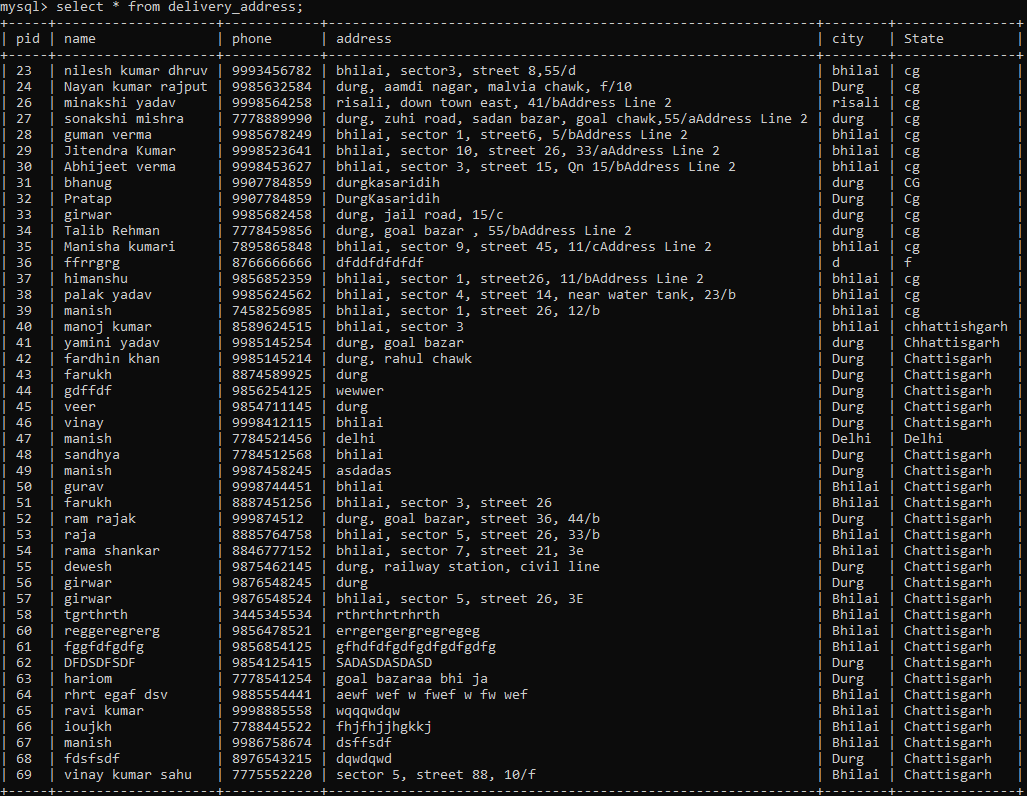 mysql> select * from delivery_address;
+-----+--------------------+------------+-----------------------------------------------------------+--------+--------------+
| pid | name               | phone      | address                                                   | city   | State        |
+-----+--------------------+------------+-----------------------------------------------------------+--------+--------------+
| 23 | nilesh kumar dhruv | 9993456782 | bhilai, sector3, street 8,55/d | bhilai | cg |
| 24 | Nayan kumar rajput | 9985632584 | durg, aamdi nagar, malvia chawk, f/10 | Durg | cg |
| 26 | minakshi yadav | 9998564258 | risali, down town east, 41/bAddress Line 2 | risali | cg |
| 27 | sonakshi mishra | 7778889990 | durg, zuhi road, sadan bazar, goal chawk,55/aAddress Line 2 | durg | cg |
| 28 | guman verma | 9985678249 | bhilai, sector 1, street6, 5/bAddress Line 2 | bhilai | cg |
| 29 | Jitendra Kumar | 9998523641 | bhilai, sector 10, street 26, 33/aAddress Line 2 | bhilai | cg |
| 30 | Abhijeet verma | 9998453627 | bhilai, sector 3, street 15, Qn 15/bAddress Line 2 | bhilai | cg |
| 31 | bhanug | 9907784859 | durgkasaridih | durg | CG |
| 32 | Pratap | 9907784859 | DurgKasaridih | Durg | Cg |
| 33 | girwar | 9985682458 | durg, jail road, 15/c | durg | cg |
| 34 | Talib Rehman | 7778459856 | durg, goal bazar , 55/bAddress Line 2 | durg | cg |
| 35 | Manisha kumari | 7895865848 | bhilai, sector 9, street 45, 11/cAddress Line 2 | bhilai | cg |
| 36 | ffrrgrg | 8766666666 | dfddfdfdfdf | d | f |
| 37 | himanshu | 9856852359 | bhilai, sector 1, street26, 11/bAddress Line 2 | bhilai | cg |
| 38 | palak yadav | 9985624562 | bhilai, sector 4, street 14, near water tank, 23/b | bhilai | cg |
| 39 | manish | 7458256985 | bhilai, sector 1, street 26, 12/b | bhilai | cg |
| 40 | manoj kumar | 8589624515 | bhilai, sector 3 | bhilai | chhattishgarh |
| 41 | yamini yadav | 9985145254 | durg, goal bazar | durg | Chhattisgarh |
| 42 | fardhin khan | 9985145214 | durg, rahul chawk | Durg | Chattisgarh |
| 43 | farukh | 8874589925 | durg | Durg | Chattisgarh |
| 44 | gdffdf | 9856254125 | wewwer | Durg | Chattisgarh |
| 45 | veer | 9854711145 | durg | Durg | Chattisgarh |
| 46 | vinay | 9998412115 | bhilai | Durg | Chattisgarh |
| 47 | manish | 7784521456 | delhi | Delhi | Delhi |
| 48 | sandhya | 7784512568 | bhilai | Durg | Chattisgarh |
| 49 | manish | 9987458245 | asdadas | Durg | Chattisgarh |
| 50 | gurav | 9998744451 | bhilai | Bhilai | Chattisgarh |
| 51 | farukh | 8887451256 | bhilai, sector 3, street 26 | Bhilai | Chattisgarh |
| 52 | ram rajak | 999874512 | durg, goal bazar, street 36, 44/b | Durg | Chattisgarh |
| 53 | raja | 8885764758 | bhilai, sector 5, street 26, 33/b | Bhilai | Chattisgarh |
| 54 | rama shankar | 8846777152 | bhilai, sector 7, street 21, 3e | Bhilai | Chattisgarh |
| 55 | dewesh | 9875462145 | durg, railway station, civil line | Durg | Chattisgarh |
| 56 | girwar | 9876548245 | durg | Durg | Chattisgarh |
| 57 | girwar | 9876548524 | bhilai, sector 5, street 26, 3E | Bhilai | Chattisgarh |
| 58 | tgrthrth | 3445345534 | rthrthrtrhrth | Bhilai | Chattisgarh |
| 60 | reggeregrerg | 9856478521 | errgergergregregeg | Bhilai | Chattisgarh |
| 61 | fggfdfgdfg | 9856854125 | gfhdfdfgdfgdfgdfgdfg | Bhilai | Chattisgarh |
| 62 | DFDSDFSDF | 9854125415 | SADASDASDASD | Durg | Chattisgarh |
| 63 | hariom | 7778541254 | goal bazaraa bhi ja | Durg | Chattisgarh |
| 64 | rhrt egaf dsv | 9885554441 | aewf wef w fwef w fw wef | Bhilai | Chattisgarh |
| 65 | ravi kumar | 9998885558 | wqqqwdqw | Bhilai | Chattisgarh |
| 66 | ioujkh | 7788445522 | fhjfhjjhgkkj | Bhilai | Chattisgarh |
| 67 | manish | 9986758674 | dsffsdf | Bhilai | Chattisgarh |
| 68 | fdsfsdf | 8976543215 | dqwdqwd | Durg | Chattisgarh |
| 69 | vinay kumar sahu | 7775552220 | sector 5, street 88, 10/f | Bhilai | Chattisgarh |
+-----+--------------------+------------+-----------------------------------------------------------+--------+--------------+